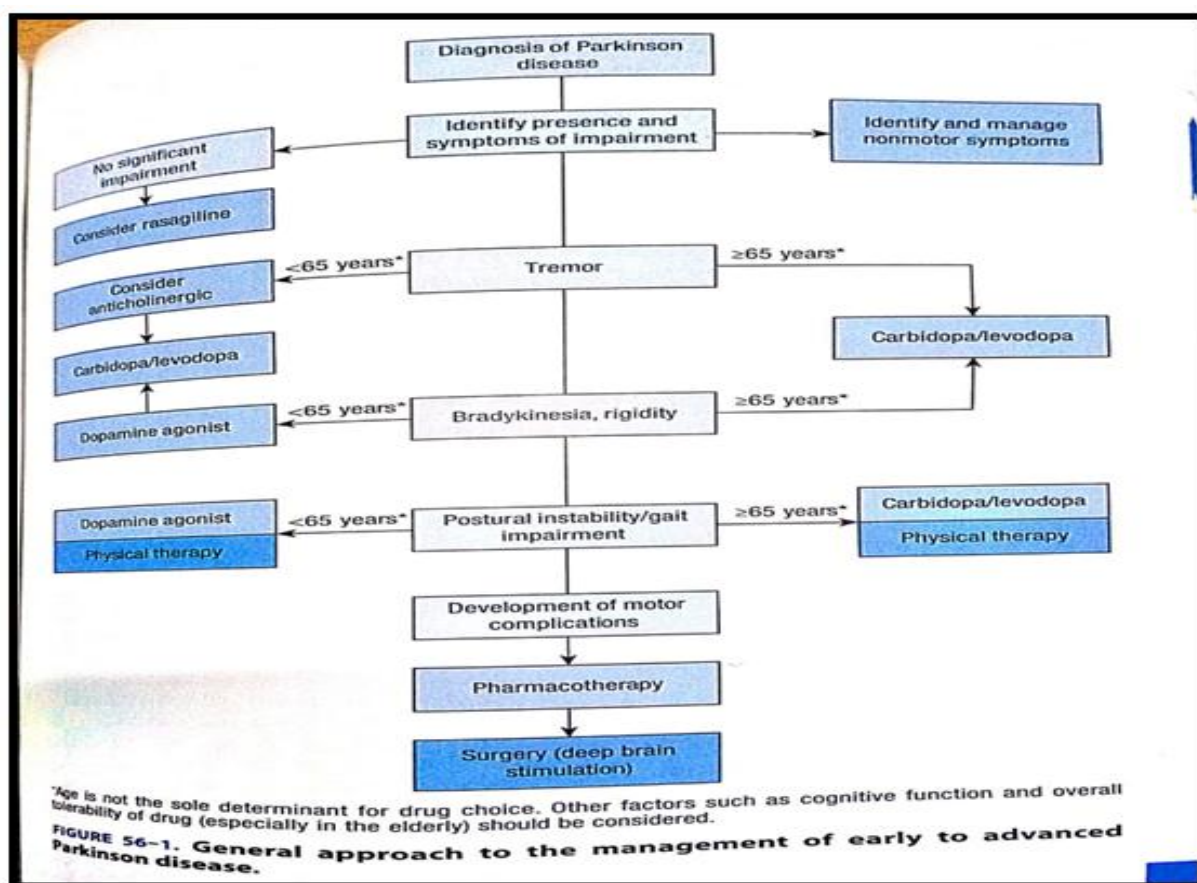 Diagnosis of Parkinson
disease
Identify presence and
symptoms of impairment
Identify and manage
nonmotor symptoms
No significant
impairment
Consider rasagiline
<65 years*
Tremor
≥65 years*
Consider
anticholinergic
Carbidopa/levodopa
Carbidopa/levodopa
<65 years*
Bradykinesia, rigidity
≥65 years*
Dopamine agonist
Dopamine agonist
Physical therapy
<65 years*
Postural instability/gait
impairment
≥65 years*
Carbidopa/levodopa
Physical therapy
Development of motor
complications
Pharmacotherapy
Surgery (deep brain
stimulation)
*Age is not the sole determinant for drug choice. Other factors such as cognitive function and overall
tolerability of drug (especially in the elderly) should be considered.
FIGURE 56-1. General approach to the management of early to advanced
Parkinson disease.